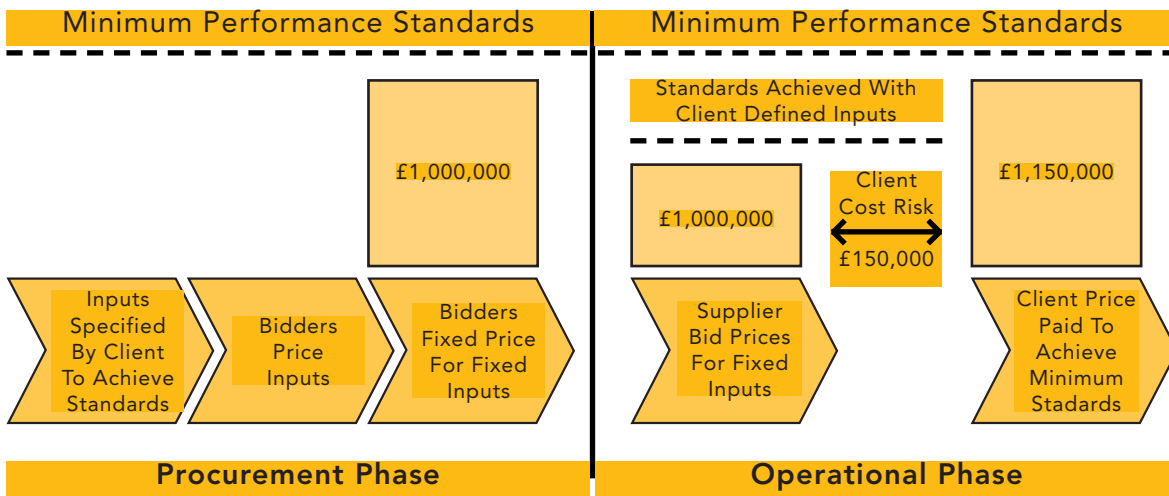 Minimum Performance Standards
£1,000,000
Inputs
Specified
By Client
To Achieve
Standards
Bidders
Price
Inputs
Bidders
Fixed Price
For Fixed
Inputs
Procurement Phase
Minimum Performance Standards
Standards Achieved With
Client Defined Inputs
£1,000,000
Client
Cost Risk
£150,000
£1,150,000
Supplier
Bid Prices
For Fixed
Inputs
Client Price
Paid To
Achieve
Minimum
Stadards
Operational Phase